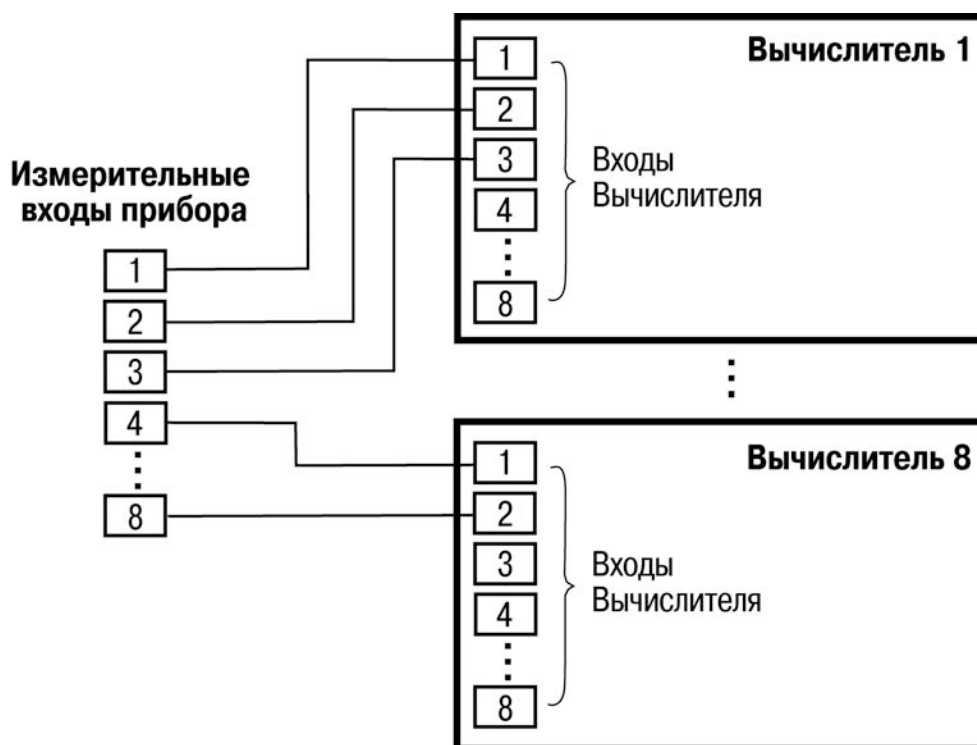 Измерительные
входы прибора
1
2
3
4
8
Вычислитель 1
1
2
3
4
8
Входы
Вычислителя
Вычислитель 8
1
2
3
4
8
Входы
Вычислителя